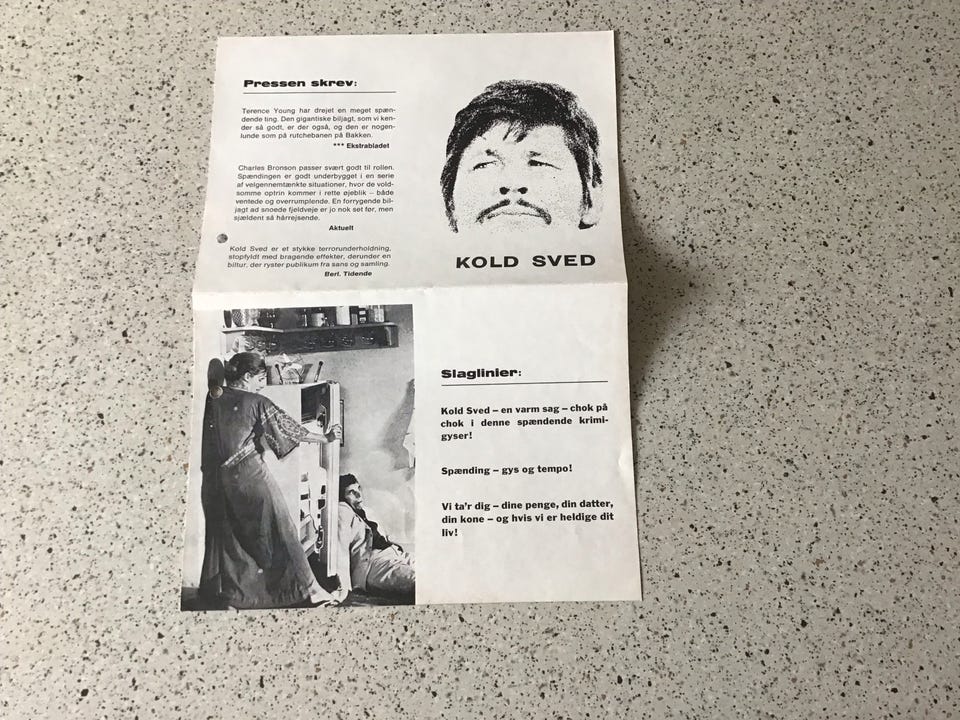 Pressen skrev:
Terence Young har drejet en meget spæn-
dende ting. Den gigantiske biljagt, som vi ken-
der så godt, er der også, og den er nogen-
lunde som på rutchebanen på Bakken.
*** Ekstrabladet
Charles Bronson passer svært godt til rollen.
Spændingen er godt underbygget i en serie
af velgennemtænkte situationer, hvor de vold-
somme optrin kommer i rette øjeblik – både
ventede og overrumplende. En forrygende bil-
jagt ad snoede fjeldveje er jo nok set før, men
sjældent så hårrejsende.
Aktuelt
Kold Sved er et stykke terrorunderholdning,
stopfyldt med bragende effekter, derunder en
biltur, der ryster publikum fra sans og samling.
Berl. Tidende
KOLD SVED
Slaglinier:
Kold Sved – en varm sag – chok på
chok i denne spændende krimi-
gyser!
Spænding – gys og tempo!
Vi ta'r dig – dine penge, din datter,
din kone – og hvis vi er heldige dit
liv!